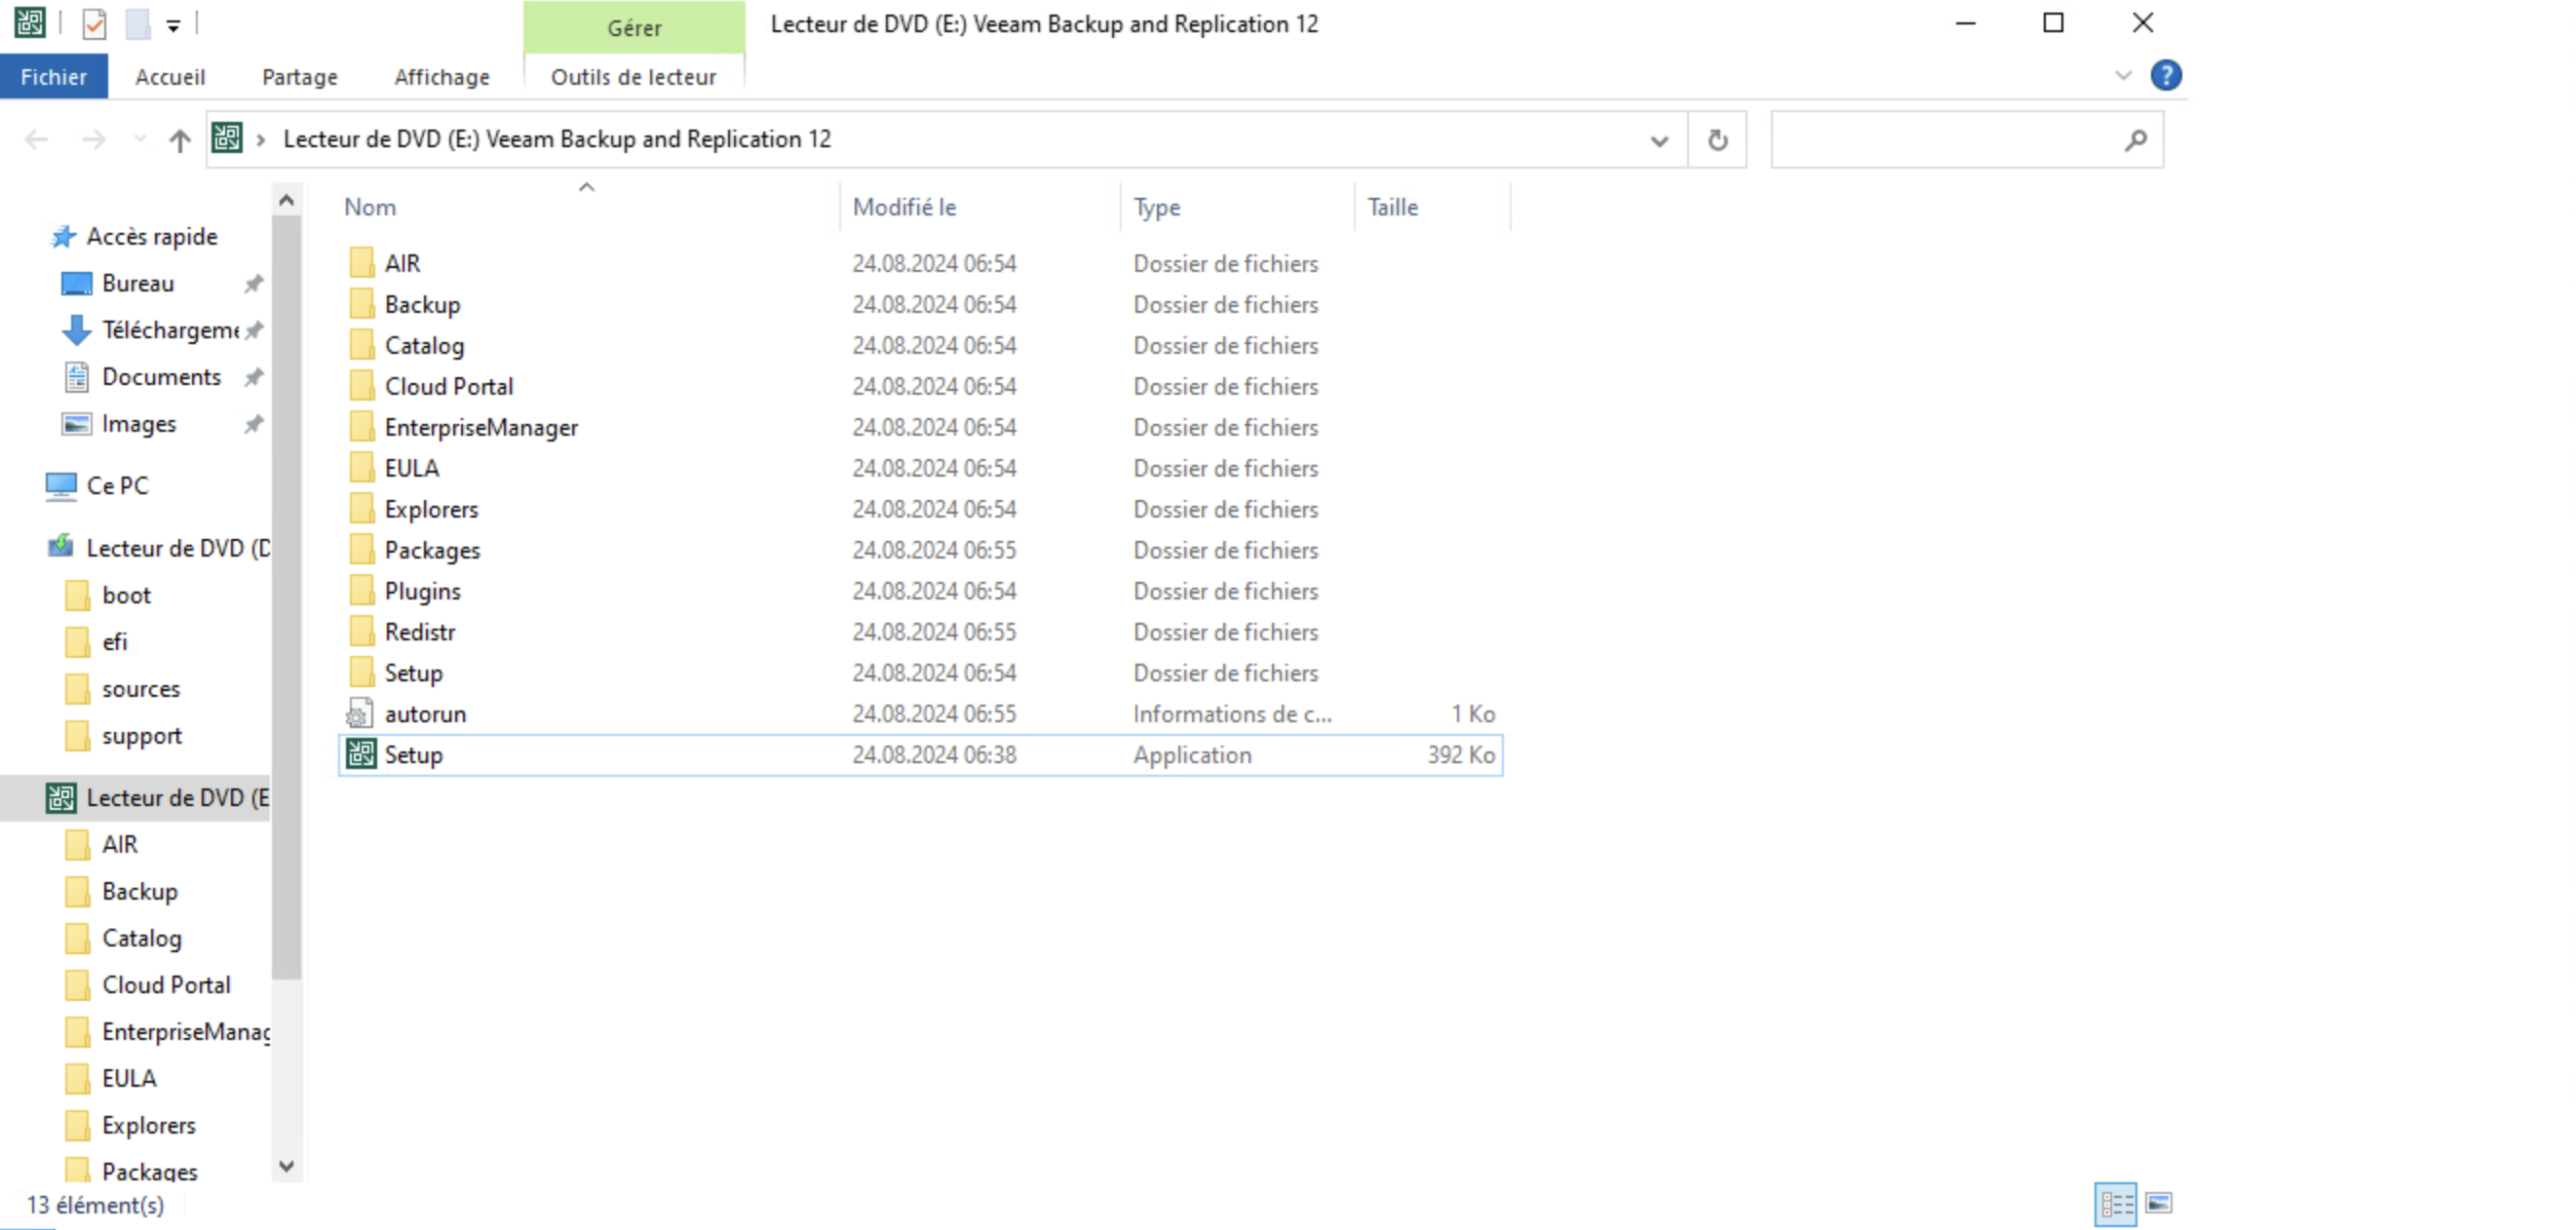 Gérer
Lecteur de DVD (E:) Veeam Backup and Replication 12
Fichier Accueil Partage Affichage Outils de lecteur
Lecteur de DVD (E:) Veeam Backup and Replication 12
Accès rapide
Bureau
Téléchargeme
Documents
Images
Ce PC
Lecteur de DVD (D
boot
efi
sources
support
Lecteur de DVD (E
AIR
Backup
Catalog
Cloud Portal
EnterpriseManag
EULA
Explorers
Packages
Nom Modifié le Type Taille
AIR 24.08.2024 06:54 Dossier de fichiers
Backup 24.08.2024 06:54 Dossier de fichiers
Catalog 24.08.2024 06:54 Dossier de fichiers
Cloud Portal 24.08.2024 06:54 Dossier de fichiers
EnterpriseManager 24.08.2024 06:54 Dossier de fichiers
EULA 24.08.2024 06:54 Dossier de fichiers
Explorers 24.08.2024 06:54 Dossier de fichiers
Packages 24.08.2024 06:55 Dossier de fichiers
Plugins 24.08.2024 06:54 Dossier de fichiers
Redistr 24.08.2024 06:55 Dossier de fichiers
Setup 24.08.2024 06:54 Dossier de fichiers
autorun 24.08.2024 06:55 Informations de c... 1 Ko
Setup 24.08.2024 06:38 Application 392 Ko
13 élément(s)